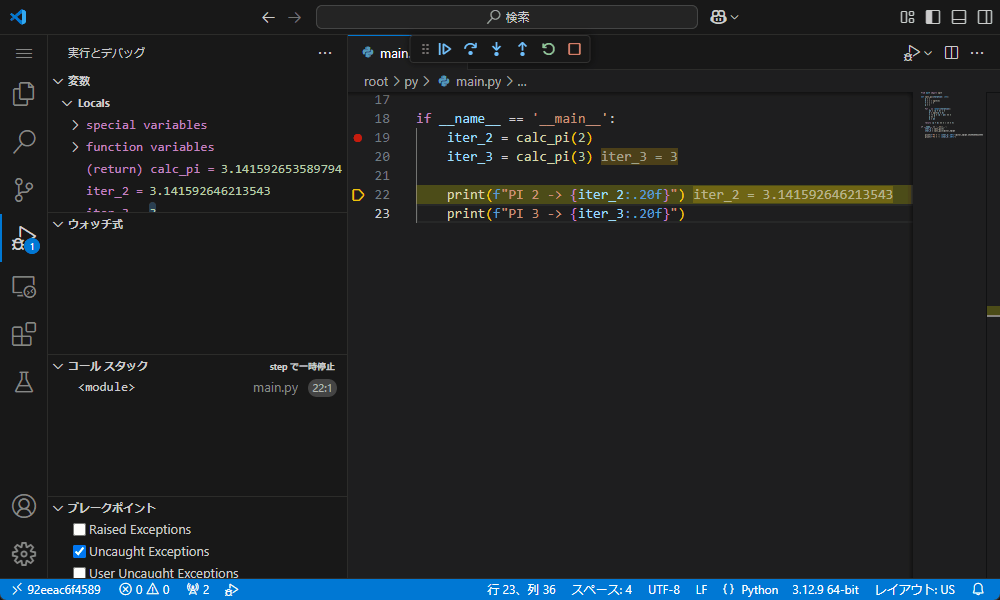 検索
実行とデバッグ
変数
Locals
special variables
function variables
(return) calc_pi = 3.141592653589794
iter_2 = 3.141592646213543
ウォッチ式
コール スタック
step で一時停止
<module>
main.py
22:1
ブレークポイント
Raised Exceptions
Uncaught Exceptions
User Uncaught Exceptions
main.
root > py > main.py > ...
17
18 if __name__ == '__main__':
19 iter_2 = calc_pi(2)
20 iter_3 = calc_pi(3) iter_3 = 3
21
22 print(f"PI 2 -> {iter_2:.20f}") iter_2 = 3.141592646213543
23 print(f"PI 3 -> {iter_3:.20f}")
1
92eeac6f4589
0
0
2
行 23、列 36
スペース: 4
UTF-8
LF
{ } Python
3.12.9 64-bit
レイアウト: US